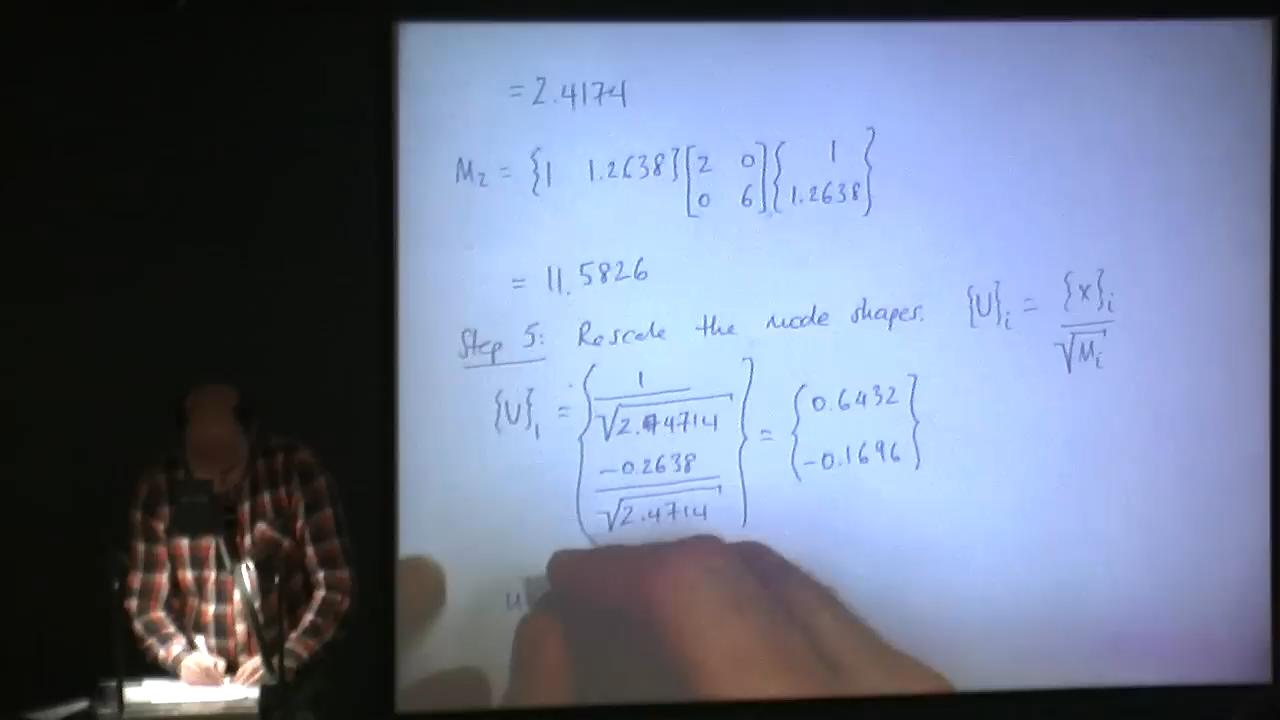 = 2.4174
M2 = {1 1.2638} [2 0 0 6] {1 1.2638}
= 11.5826
Step 5: Rescale the mode shapes. {U}i = {x}i / √Mi
{U}1 = {1 / √2.4714 -0.2638 / √2.4714} = {0.6432 -0.1696}